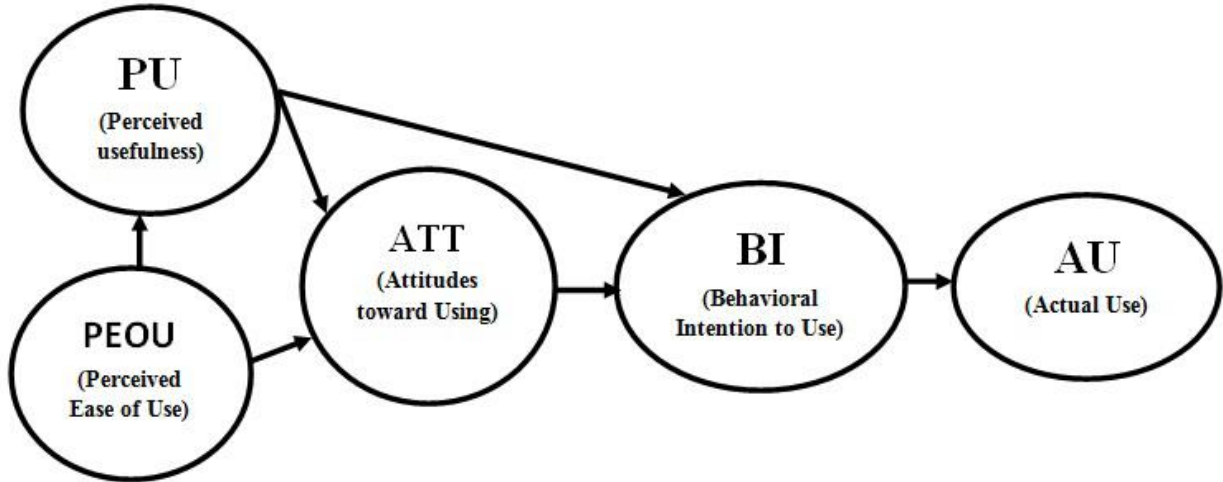 PU
(Perceived
usefulness)
PEOU
(Perceived
Ease of Use)
ATT
(Attitudes
toward Using)
BI
(Behavioral
Intention to Use)
AU
(Actual Use)